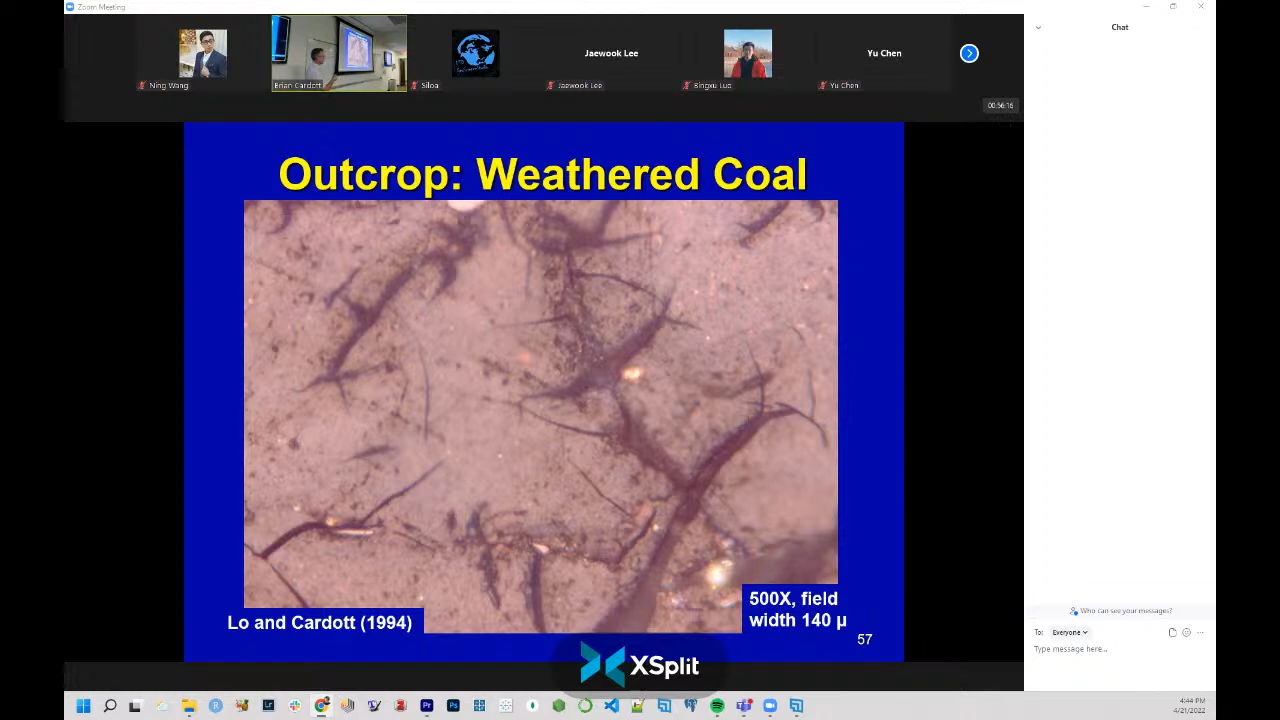 Zoom Meeting
Chat
Jaewook Lee
Yu Chen
Ning Wang
Brian Cardott
Siloa
Jaewook Lee
Bingxu Luo
Yu Chen
00:56:16
Outcrop: Weathered Coal
Lo and Cardott (1994)
500X, field
width 140 µ
57
XSplit
Who can see your messages?
To: Everyone
Type message here...
4:44 PM
4/21/2022